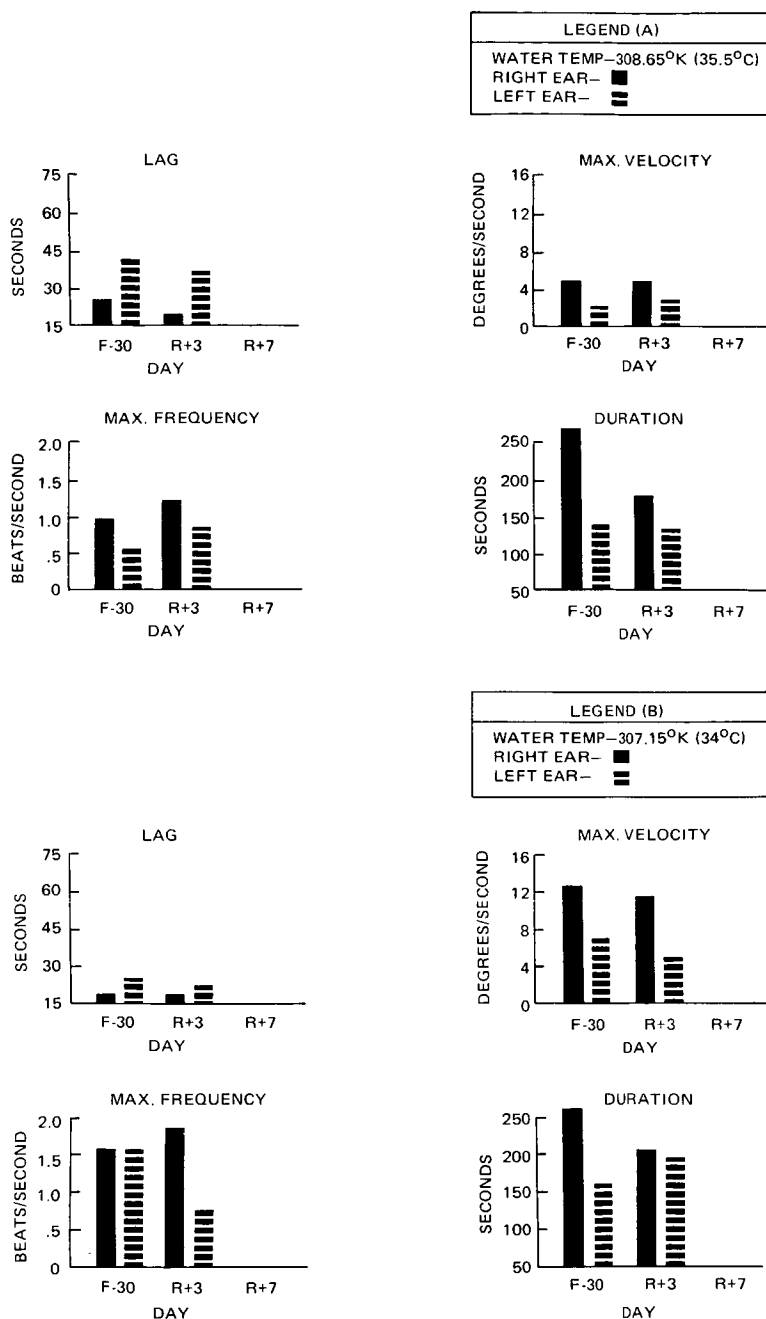 LEGEND (A)
WATER TEMP–308.65°K (35.5°C)
RIGHT EAR–
LEFT EAR–
LAG
75
60
45
30
15
SECONDS
F-30 R+3 R+7
DAY
MAX. VELOCITY
16
12
8
4
0
DEGREES/SECOND
F-30 R+3 R+7
DAY
MAX. FREQUENCY
2.0
1.5
1.0
.5
0
BEATS/SECOND
F-30 R+3 R+7
DAY
DURATION
250
200
150
100
50
SECONDS
F-30 R+3 R+7
DAY
LEGEND (B)
WATER TEMP–307.15°K (34°C)
RIGHT EAR–
LEFT EAR–
LAG
75
60
45
30
15
SECONDS
F-30 R+3 R+7
DAY
MAX. VELOCITY
16
12
8
4
0
DEGREES/SECOND
F-30 R+3 R+7
DAY
MAX. FREQUENCY
2.0
1.5
1.0
.5
0
BEATS/SECOND
F-30 R+3 R+7
DAY
DURATION
250
200
150
100
50
SECONDS
F-30 R+3 R+7
DAY